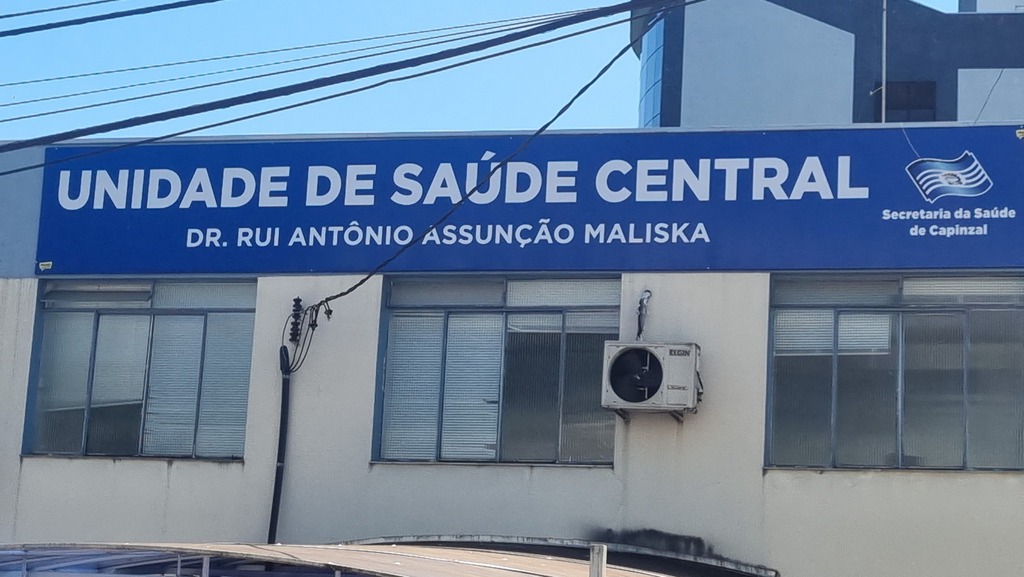 UNIDADE DE SAÚDE CENTRAL
DR. RUI ANTÔNIO ASSUNÇÃO MALISKA
Secretaria da Saúde
de Capinzal
ELGIN